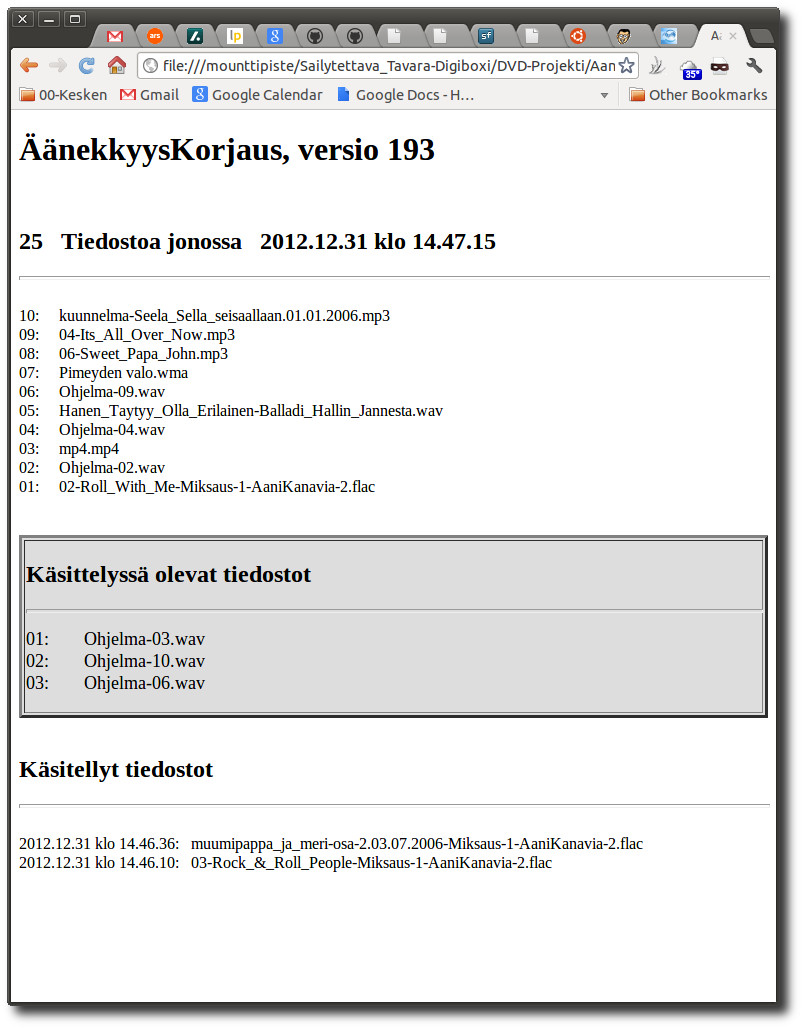 ars
lp
8
sf
A
file:///mounttipiste/Sailytettava_Tavara-Digiboxi/DVD-Projekti/Aan
35°
00-Kesken
Gmail
Google Calendar
Google Docs - H…
Other Bookmarks
ÄänekkyysKorjaus, versio 193
25 Tiedostoa jonossa 2012.12.31 klo 14.47.15
10: kuunnelma-Seela_Sella_seisaallaan.01.01.2006.mp3
09: 04-Its_All_Over_Now.mp3
08: 06-Sweet_Papa_John.mp3
07: Pimeyden valo.wma
06: Ohjelma-09.wav
05: Hanen_Taytyy_Olla_Erilainen-Balladi_Hallin_Jannesta.wav
04: Ohjelma-04.wav
03: mp4.mp4
02: Ohjelma-02.wav
01: 02-Roll_With_Me-Miksaus-1-AaniKanavia-2.flac
Käsittelyssä olevat tiedostot
01: Ohjelma-03.wav
02: Ohjelma-10.wav
03: Ohjelma-06.wav
Käsitellyt tiedostot
2012.12.31 klo 14.46.36: muumipappa_ja_meri-osa-2.03.07.2006-Miksaus-1-AaniKanavia-2.flac
2012.12.31 klo 14.46.10: 03-Rock_&_Roll_People-Miksaus-1-AaniKanavia-2.flac